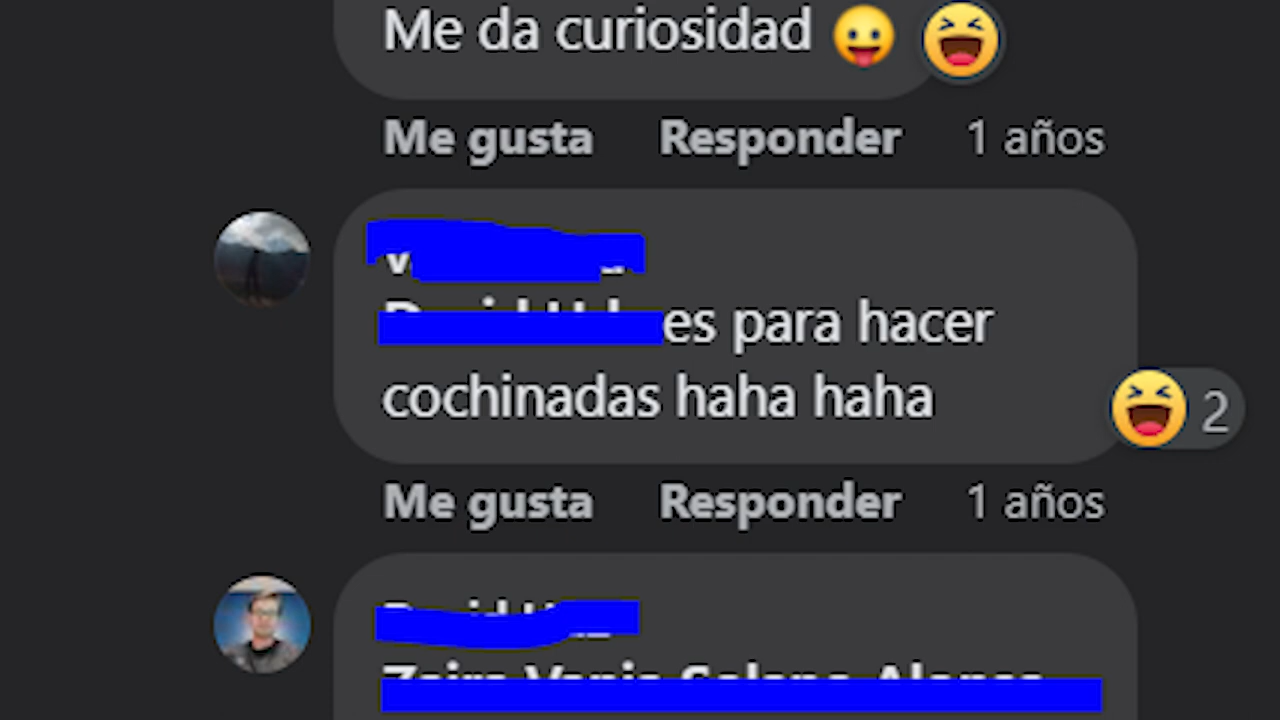 Me da curiosidad 😛 😆
Me gusta Responder 1 años
es para hacer
cochinadas haha haha
2
Me gusta Responder 1 años